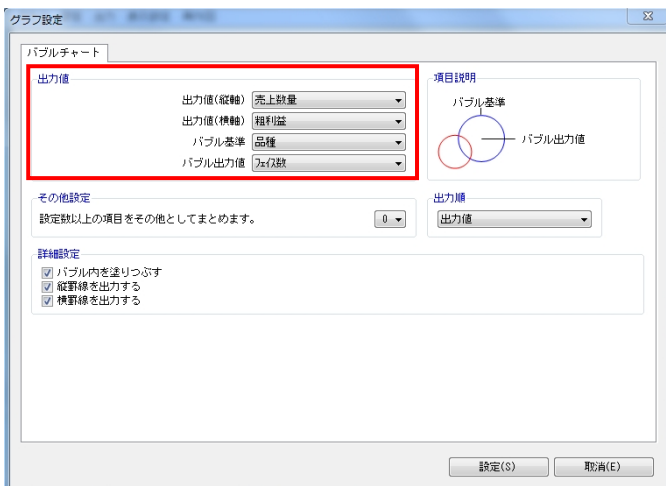 グラフ設定
バブルチャート
出力値
出力値(縦軸) 売上数量
出力値(横軸) 粗利益
バブル基準 品種
バブル出力値 ﾌｪｲｽ数
項目説明
バブル基準
バブル出力値
その他設定
設定数以上の項目をその他としてまとめます。 0
出力順
出力値
詳細設定
バブル内を塗りつぶす
縦罫線を出力する
横罫線を出力する
設定(S) 取消(E)